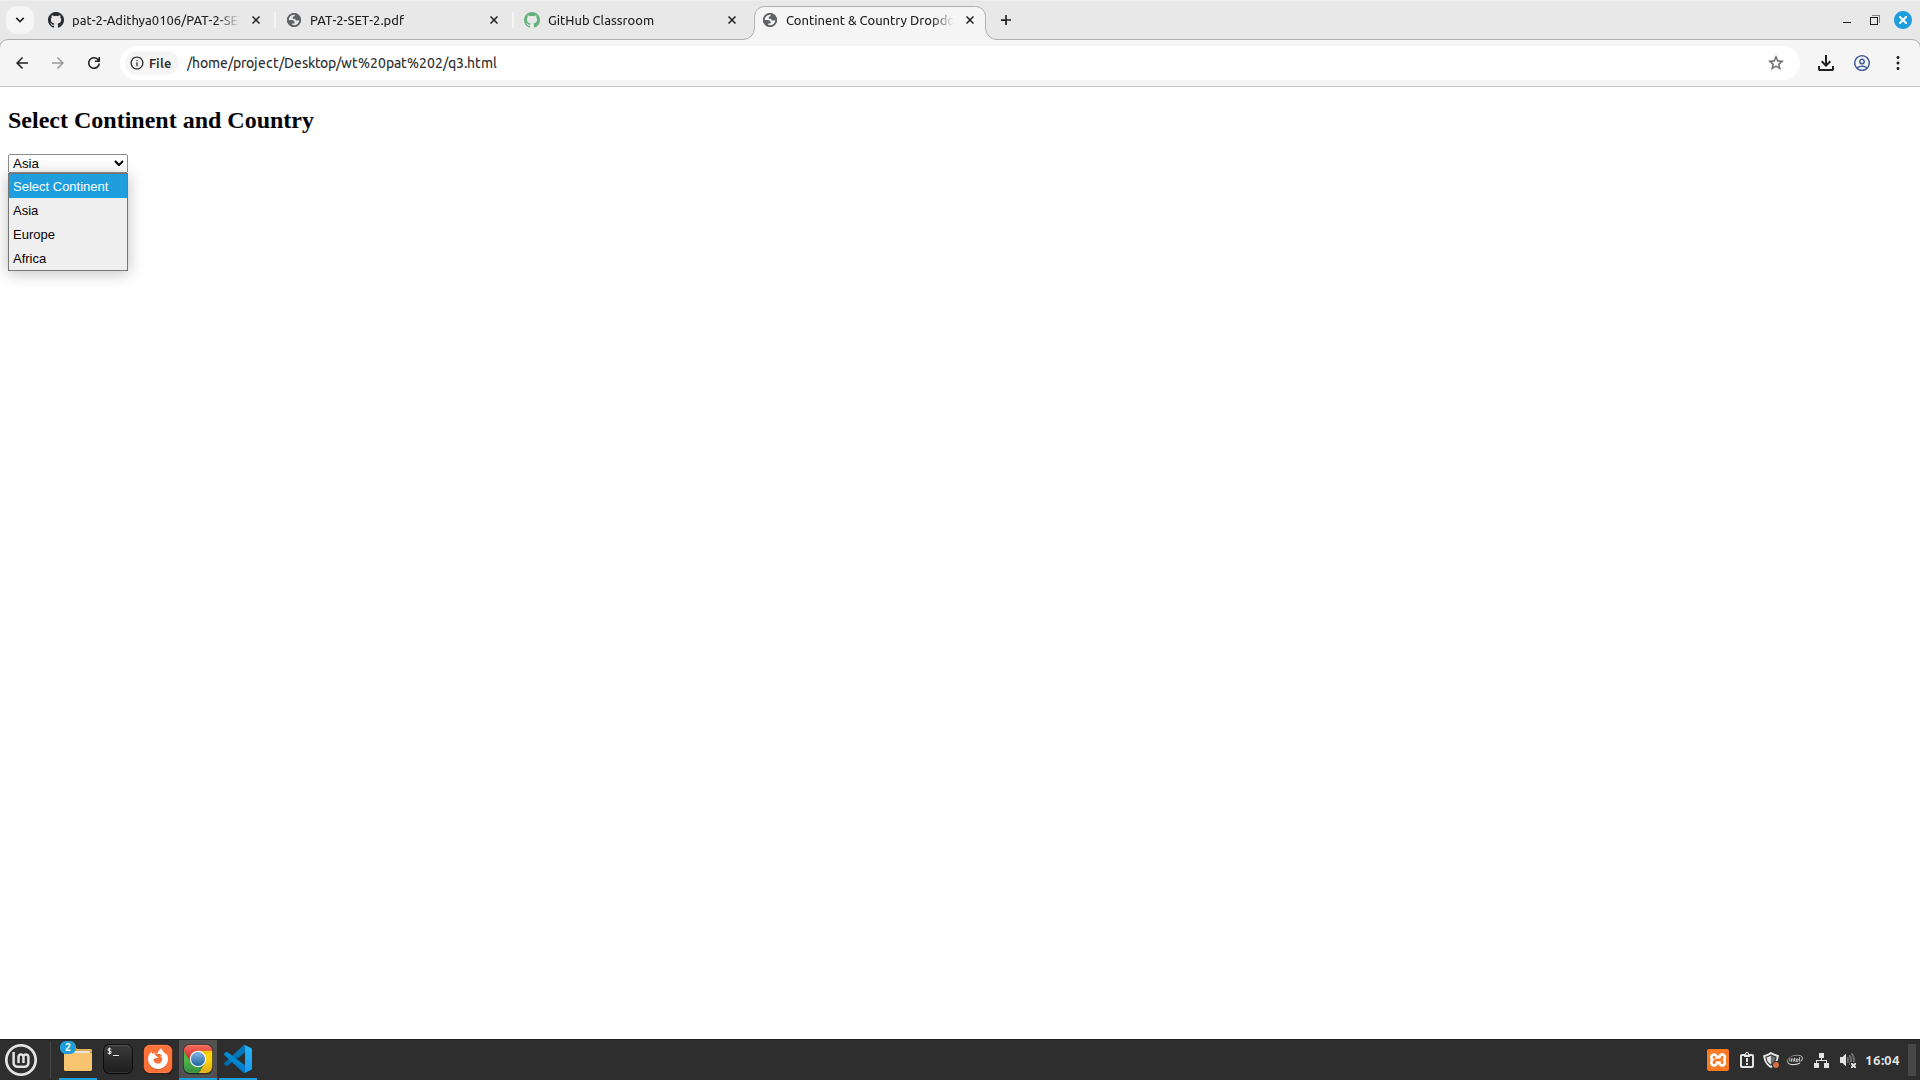 pat-2-Adithya0106/PAT-2-SE
PAT-2-SET-2.pdf
GitHub Classroom
Continent & Country Dropdo
File
/home/project/Desktop/wt%20pat%202/q3.html
Select Continent and Country
Asia
Select Continent
Asia
Europe
Africa
2
$_
16:04